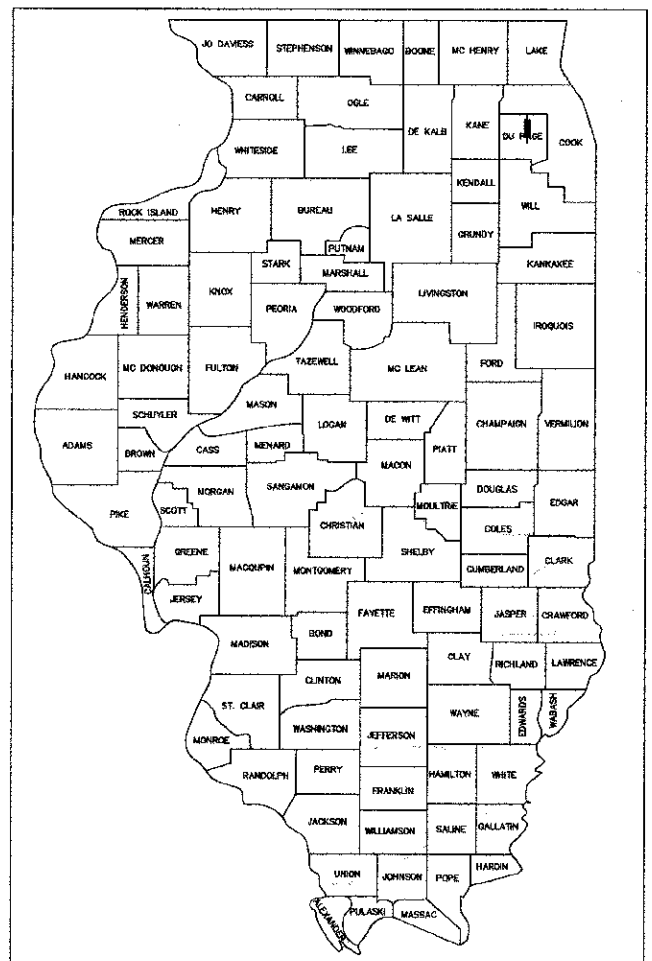 JO DAVIESS STEPHENSON WINNEBAGO BOONE MC HENRY LAKE
CARROLL OGLE
DE KALB KANE
COOK
WHITESIDE LEE
KENDALL
ROCK ISLAND HENRY BUREAU LA SALLE WILL
MERCER PUTNAM GRUNDY
STARK MARSHALL KANKAKEE
HENDERSON WARREN KNOX PEORIA WOODFORD LIVINGSTON
IROQUOIS
HANCOCK MC DONOUGH FULTON TAZEWELL MC LEAN FORD
MASON
SCHUYLER LOGAN DE WITT CHAMPAIGN VERMILION
ADAMS BROWN CASS MENARD PIATT
MACON
PIKE SCOTT MORGAN SANGAMON DOUGLAS EDGAR
CHRISTIAN MOULTRIE
COLES
CALHOUN GREENE MACQUPIN MONTGOMERY SHELBY CUMBERLAND CLARK
JERSEY
FAYETTE EFFINGHAM JASPER CRAWFORD
MADISON BOND
CLAY RICHLAND LAWRENCE
CLINTON MARION
ST. CLAIR EDWARDS WABASH
WASHINGTON JEFFERSON WAYNE
MONROE
RANDOLPH PERRY HAMILTON WHITE
FRANKLIN
JACKSON WILLIAMSON SALINE GALLATIN
UNION JOHNSON POPE HARDIN
ALEXANDER PULASKI MASSAC